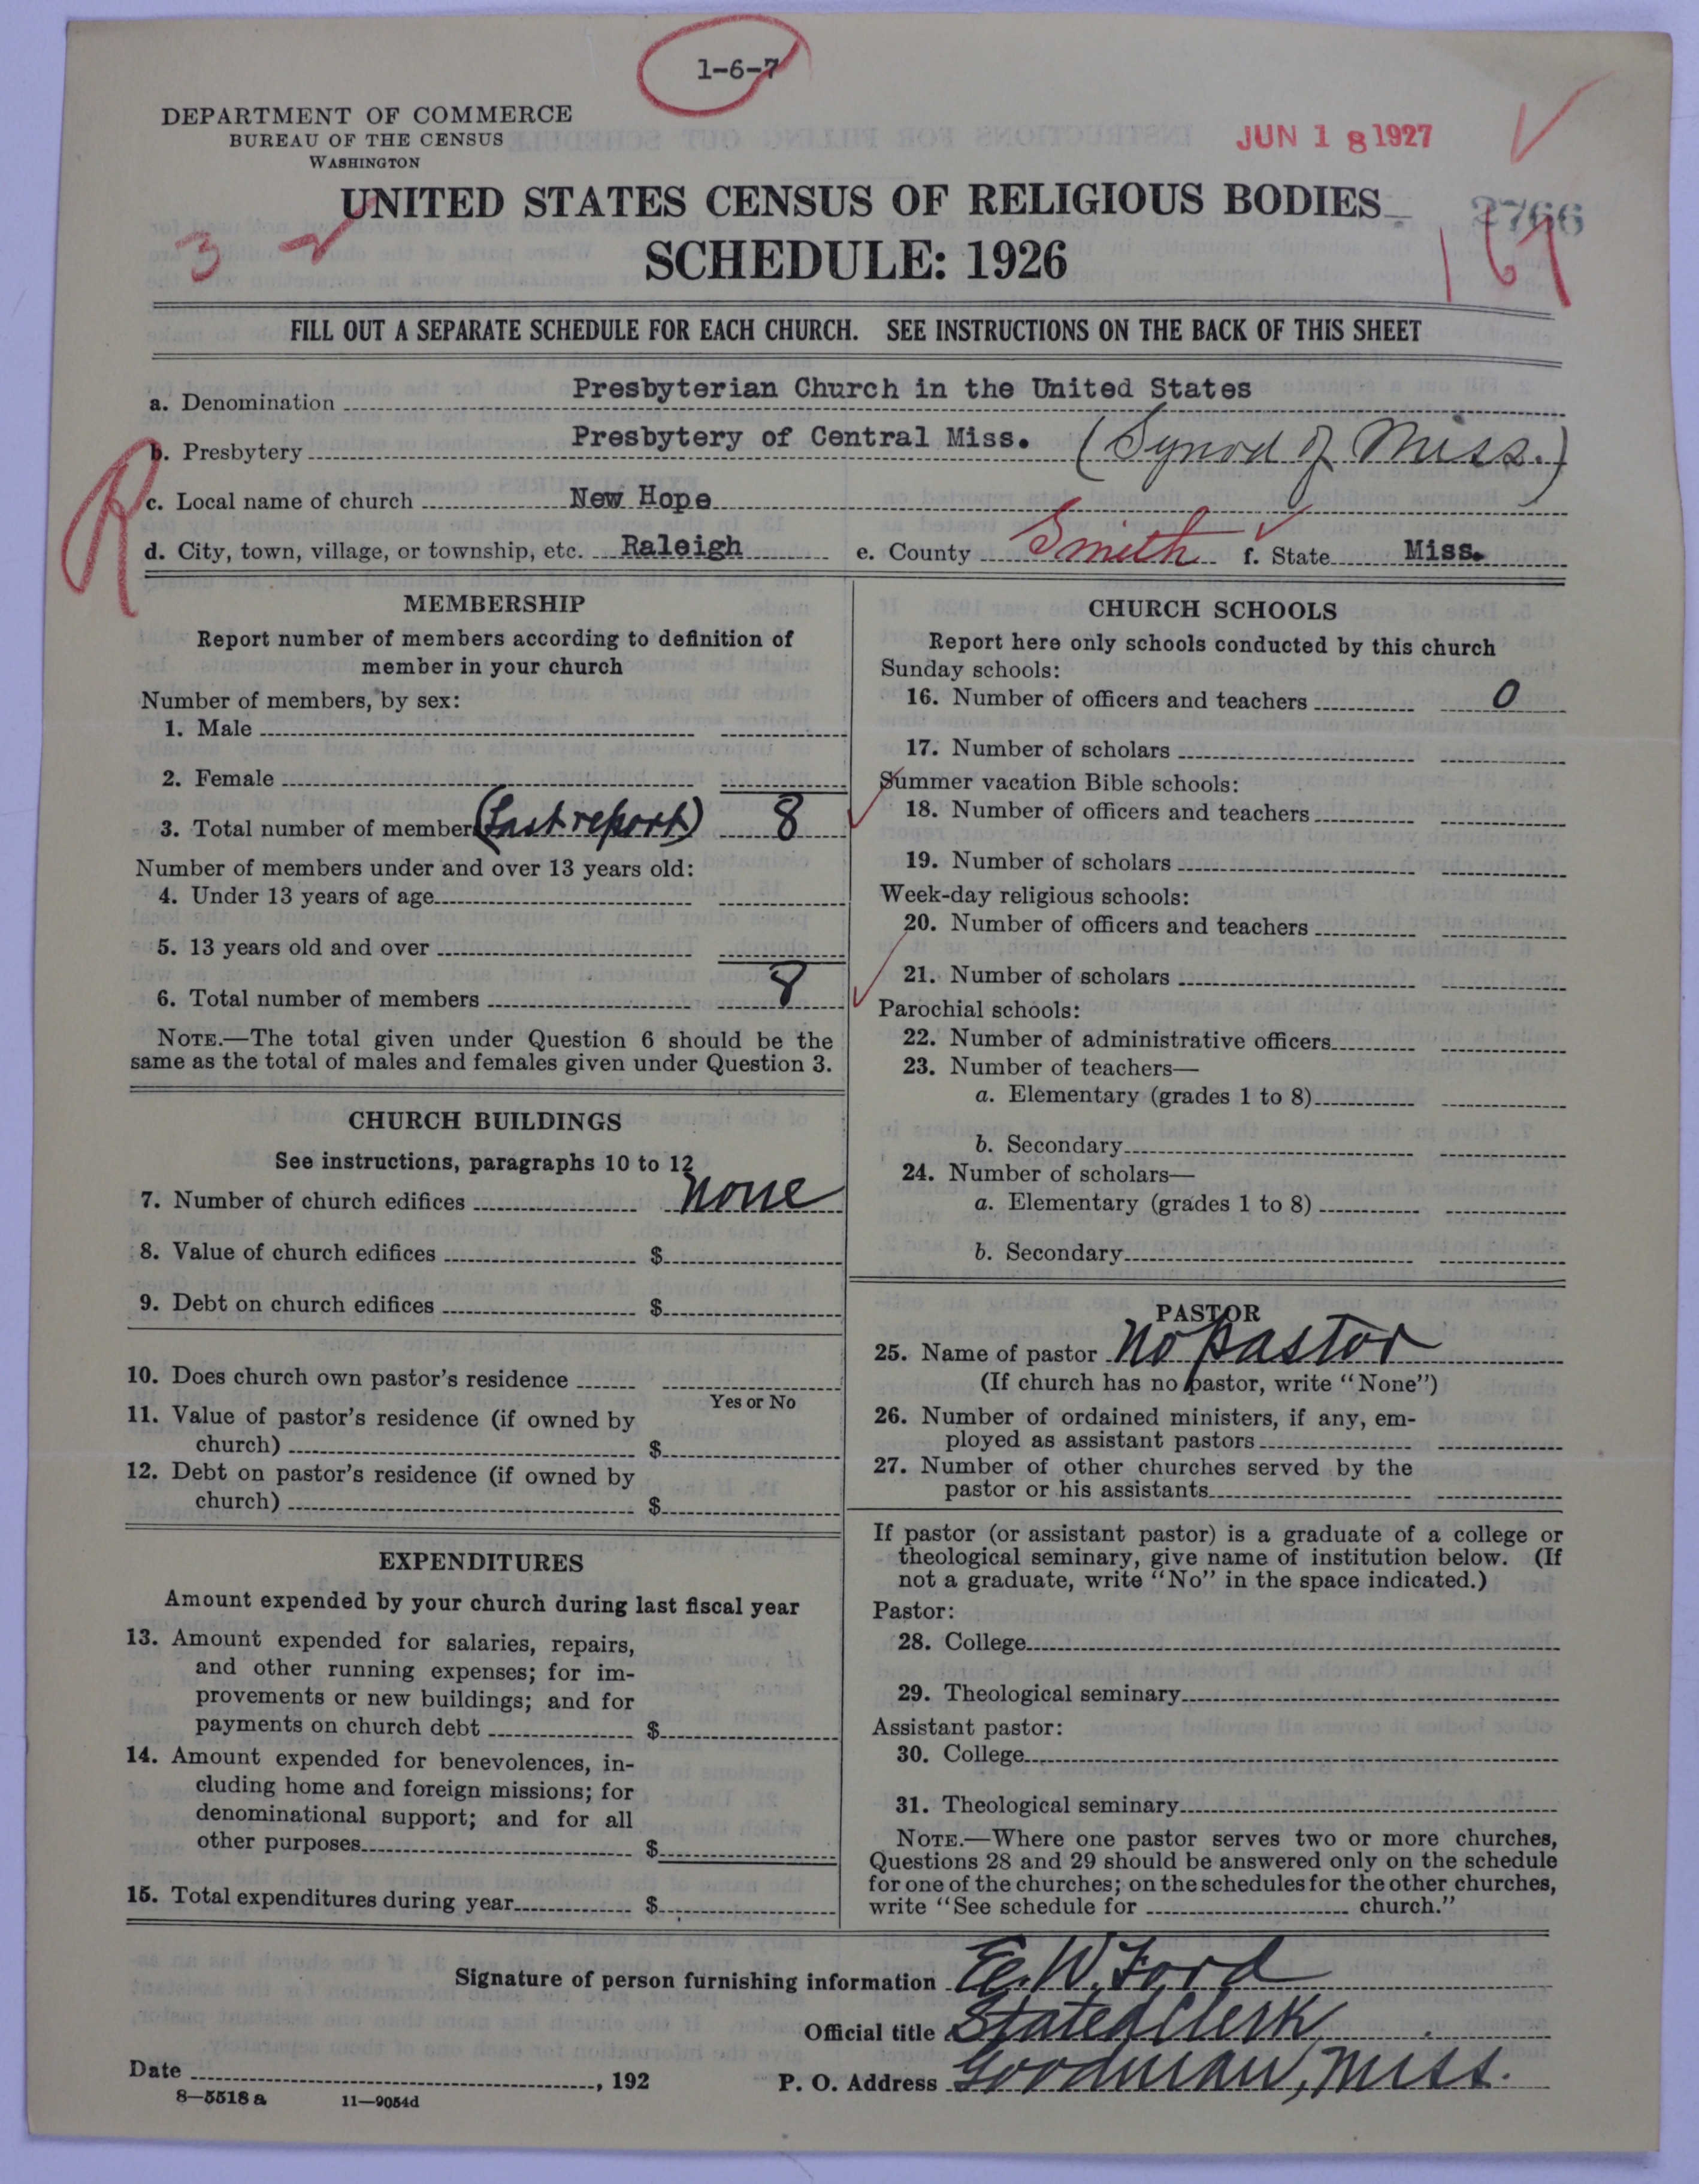 1-6-7
DEPARTMENT OF COMMERCE
BUREAU OF THE CENSUS
WASHINGTON
JUN 18 1927
UNITED STATES CENSUS OF RELIGIOUS BODIES
2766
3
SCHEDULE: 1926
167
FILL OUT A SEPARATE SCHEDULE FOR EACH CHURCH. SEE INSTRUCTIONS ON THE BACK OF THIS SHEET
a. Denomination Presbyterian Church in the United States
b. Presbytery Presbytery of Central Miss. (Synod of Miss.)
R
c. Local name of church New Hope
d. City, town, village, or township, etc. Raleigh e. County Smith f. State Miss.
MEMBERSHIP
Report number of members according to definition of
member in your church
Number of members, by sex:
1. Male
2. Female
3. Total number of members (Last report) 8
Number of members under and over 13 years old:
4. Under 13 years of age
5. 13 years old and over
6. Total number of members 8
NOTE.—The total given under Question 6 should be the
same as the total of males and females given under Question 3.
CHURCH BUILDINGS
See instructions, paragraphs 10 to 12
7. Number of church edifices none
8. Value of church edifices $
9. Debt on church edifices $
10. Does church own pastor's residence
Yes or No
11. Value of pastor's residence (if owned by
church) $
12. Debt on pastor's residence (if owned by
church) $
EXPENDITURES
Amount expended by your church during last fiscal year
13. Amount expended for salaries, repairs,
and other running expenses; for im-
provements or new buildings; and for
payments on church debt $
14. Amount expended for benevolences, in-
cluding home and foreign missions; for
denominational support; and for all
other purposes $
15. Total expenditures during year $
CHURCH SCHOOLS
Report here only schools conducted by this church
Sunday schools:
16. Number of officers and teachers 0
17. Number of scholars
Summer vacation Bible schools:
18. Number of officers and teachers
19. Number of scholars
Week-day religious schools:
20. Number of officers and teachers
21. Number of scholars
Parochial schools:
22. Number of administrative officers
23. Number of teachers—
a. Elementary (grades 1 to 8)
b. Secondary
24. Number of scholars—
a. Elementary (grades 1 to 8)
b. Secondary
PASTOR
25. Name of pastor No pastor
(If church has no pastor, write "None")
26. Number of ordained ministers, if any, em-
ployed as assistant pastors
27. Number of other churches served by the
pastor or his assistants
If pastor (or assistant pastor) is a graduate of a college or
theological seminary, give name of institution below. (If
not a graduate, write "No" in the space indicated.)
Pastor:
28. College
29. Theological seminary
Assistant pastor:
30. College
31. Theological seminary
NOTE.—Where one pastor serves two or more churches,
Questions 28 and 29 should be answered only on the schedule
for one of the churches; on the schedules for the other churches,
write "See schedule for church."
Signature of person furnishing information E. W. Ford
Official title Stated Clerk
Date , 192 P. O. Address Goodman, Miss.
8—5518 a 11—9054d